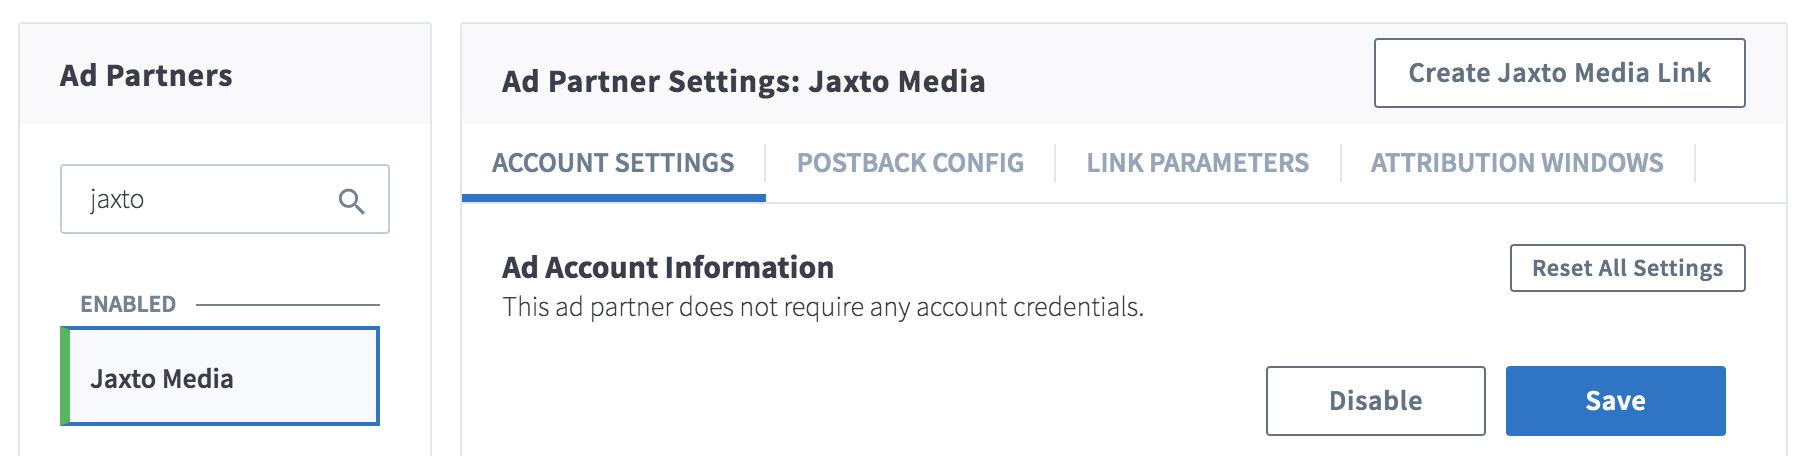 Ad Partners
jaxto
ENABLED
Jaxto Media
Ad Partner Settings: Jaxto Media
Create Jaxto Media Link
ACCOUNT SETTINGS
POSTBACK CONFIG
LINK PARAMETERS
ATTRIBUTION WINDOWS
Ad Account Information
Reset All Settings
This ad partner does not require any account credentials.
Disable
Save